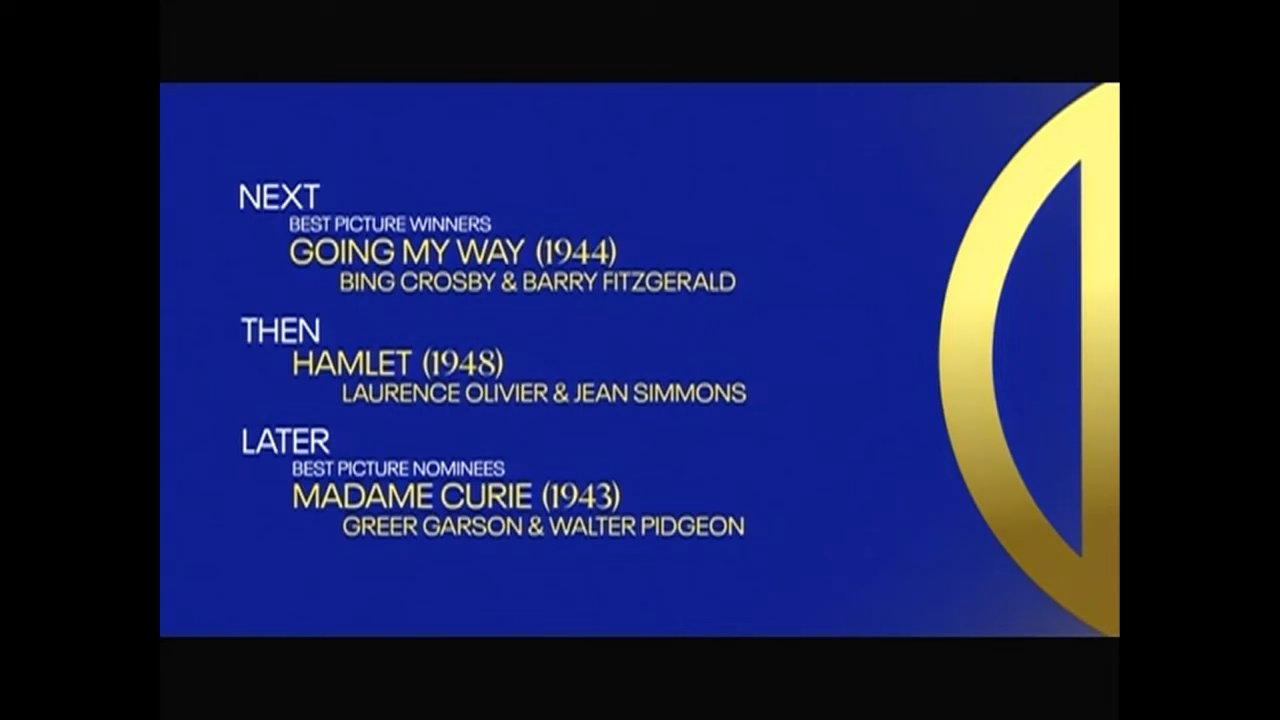 NEXT
BEST PICTURE WINNERS
GOING MY WAY (1944)
BING CROSBY & BARRY FITZGERALD
THEN
HAMLET (1948)
LAURENCE OLIVIER & JEAN SIMMONS
LATER
BEST PICTURE NOMINEES
MADAME CURIE (1943)
GREER GARSON & WALTER PIDGEON